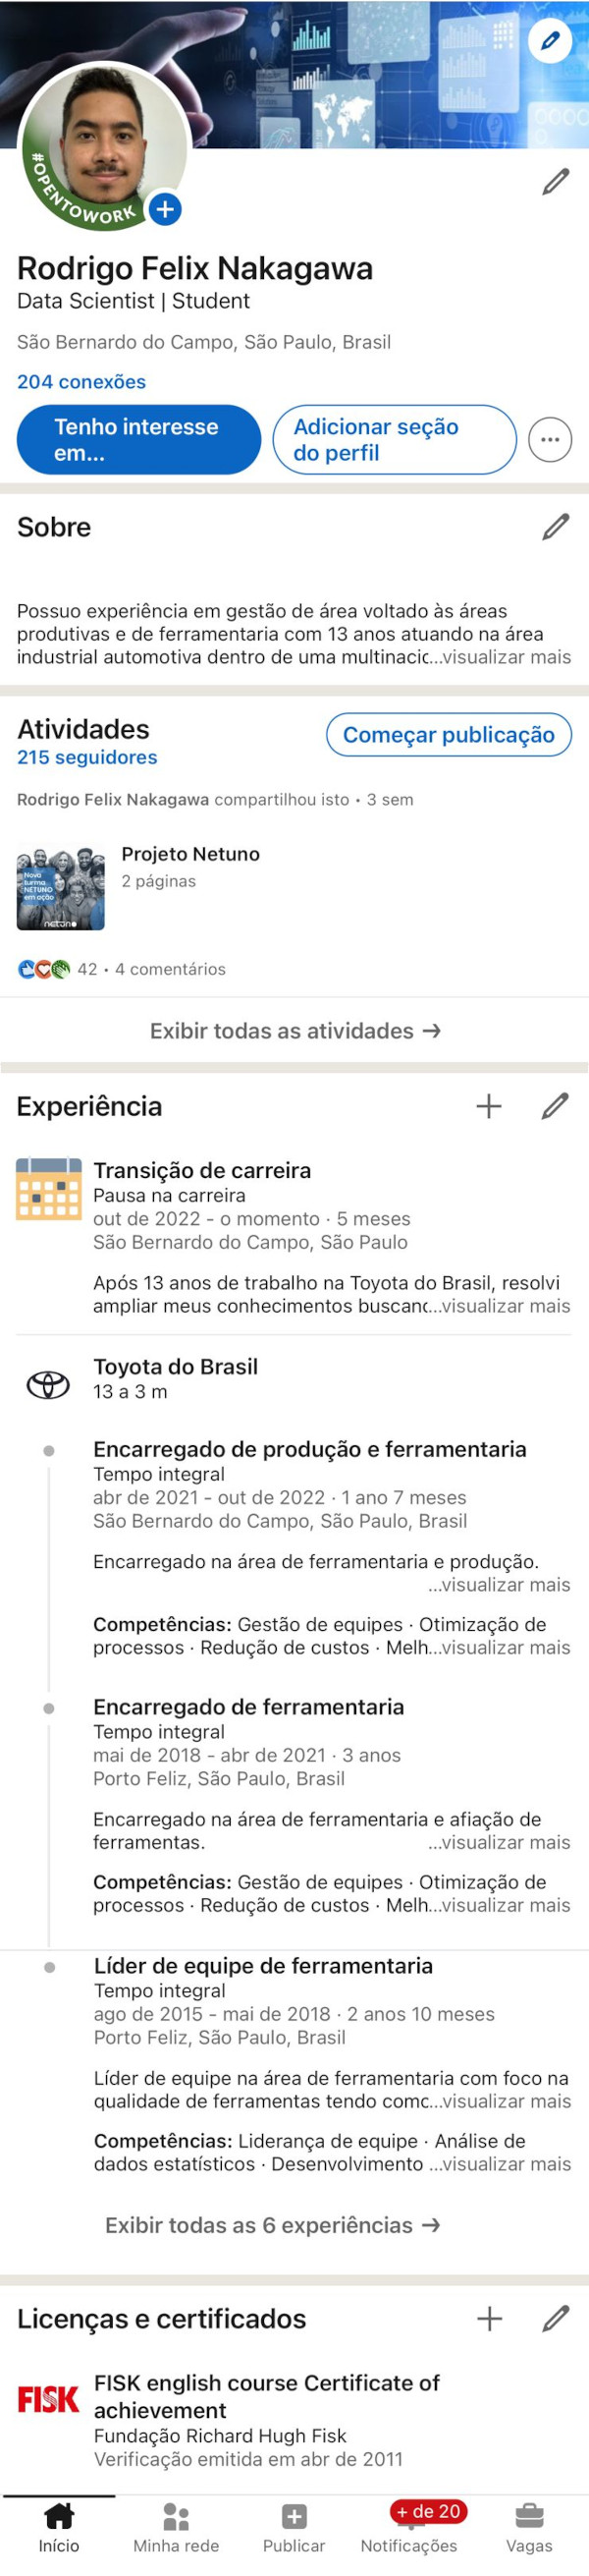 #OPENTOWORK
Rodrigo Felix Nakagawa
Data Scientist | Student
São Bernardo do Campo, São Paulo, Brasil
204 conexões
Tenho interesse
em...
Adicionar seção
do perfil
Sobre
Possuo experiência em gestão de área voltado às áreas
produtivas e de ferramentaria com 13 anos atuando na área
industrial automotiva dentro de uma multinacic...visualizar mais
Atividades
Começar publicação
215 seguidores
Rodrigo Felix Nakagawa compartilhou isto • 3 sem
Nova
turma
NETUNO
em ação
netuno
Projeto Netuno
2 páginas
42 • 4 comentários
Exibir todas as atividades →
Experiência
Transição de carreira
Pausa na carreira
out de 2022 - o momento · 5 meses
São Bernardo do Campo, São Paulo
Após 13 anos de trabalho na Toyota do Brasil, resolvi
ampliar meus conhecimentos buscanc...visualizar mais
Toyota do Brasil
13 a 3 m
Encarregado de produção e ferramentaria
Tempo integral
abr de 2021 - out de 2022 · 1 ano 7 meses
São Bernardo do Campo, São Paulo, Brasil
Encarregado na área de ferramentaria e produção.
...visualizar mais
Competências: Gestão de equipes · Otimização de
processos · Redução de custos · Melh...visualizar mais
Encarregado de ferramentaria
Tempo integral
mai de 2018 - abr de 2021 · 3 anos
Porto Feliz, São Paulo, Brasil
Encarregado na área de ferramentaria e afiação de
ferramentas. ...visualizar mais
Competências: Gestão de equipes · Otimização de
processos · Redução de custos · Melh...visualizar mais
Líder de equipe de ferramentaria
Tempo integral
ago de 2015 - mai de 2018 · 2 anos 10 meses
Porto Feliz, São Paulo, Brasil
Líder de equipe na área de ferramentaria com foco na
qualidade de ferramentas tendo comc...visualizar mais
Competências: Liderança de equipe · Análise de
dados estatísticos · Desenvolvimento ...visualizar mais
Exibir todas as 6 experiências →
Licenças e certificados
FISK
FISK english course Certificate of
achievement
Fundação Richard Hugh Fisk
Verificação emitida em abr de 2011
+ de 20
Início
Minha rede
Publicar
Notificações
Vagas